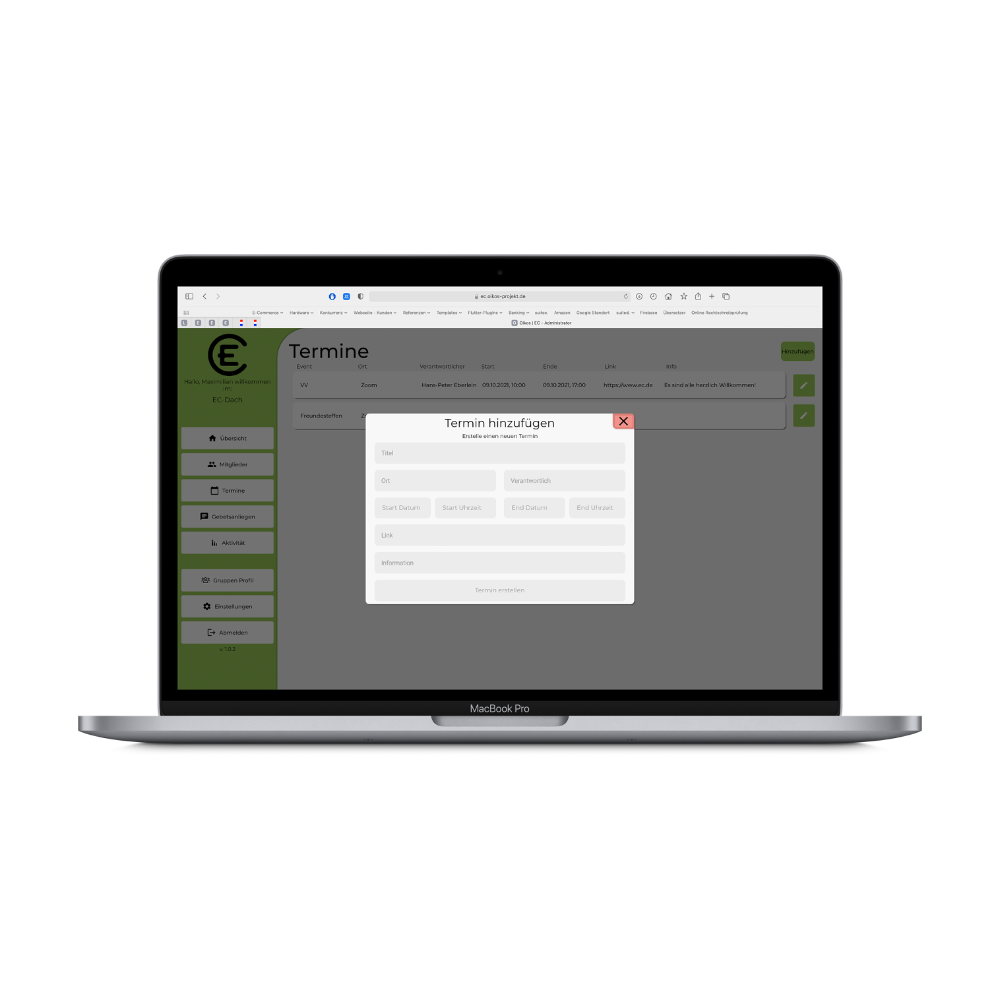 ec.oikos-projekt.de
E-Commerce Hardware Konkurrenz Webseite - Kunden Referenzen Templates Flutter-Plugins Banking suitec. Amazon Google Standort suited. Firebase Übersetzer Online Rechtschreibprüfung
L E E E O Oikos | EC - Administrator
EC
Hallo, Maximilian willkommen
im:
EC-Dach
Übersicht
Mitglieder
Termine
Gebetsanliegen
Aktivität
Gruppen Profil
Einstellungen
Abmelden
v. 1.0.2
Termine
Hinzufügen
Event Ort Verantwortlicher Start Ende Link Info
VV Zoom Hans-Peter Eberlein 09.10.2021, 10:00 09.10.2021, 17:00 https://www.ec.de Es sind alle herzlich Willkommen!
Freundesteffen
Termin hinzufügen
Erstelle einen neuen Termin
Titel
Ort Verantwortlich
Start Datum Start Uhrzeit End Datum End Uhrzeit
Link
Information
Termin erstellen
MacBook Pro